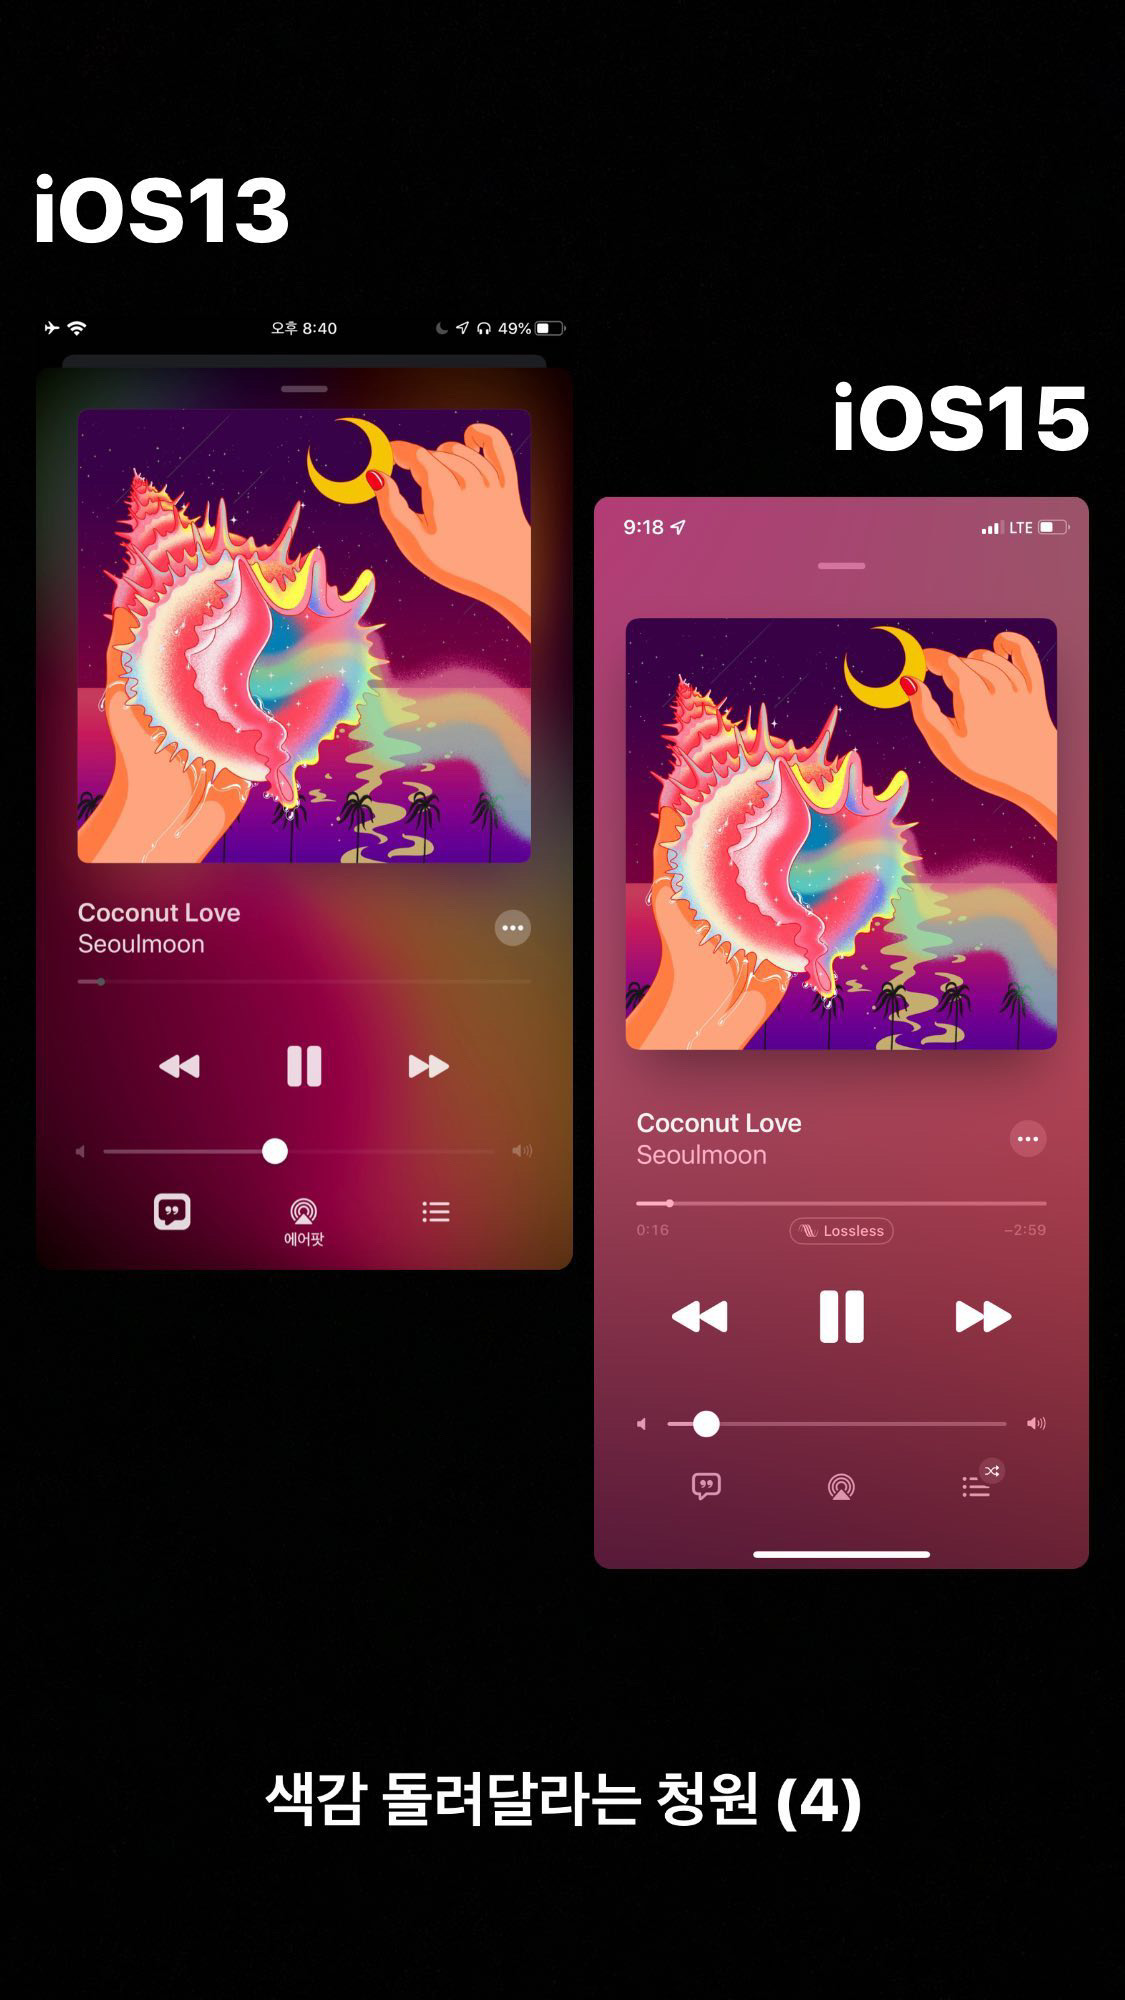 iOS13
오후 8:40
49%
Coconut Love
Seoulmoon
에어팟
iOS15
9:18
LTE
Coconut Love
Seoulmoon
0:16
Lossless
-2:59
색감 돌려달라는 청원 (4)